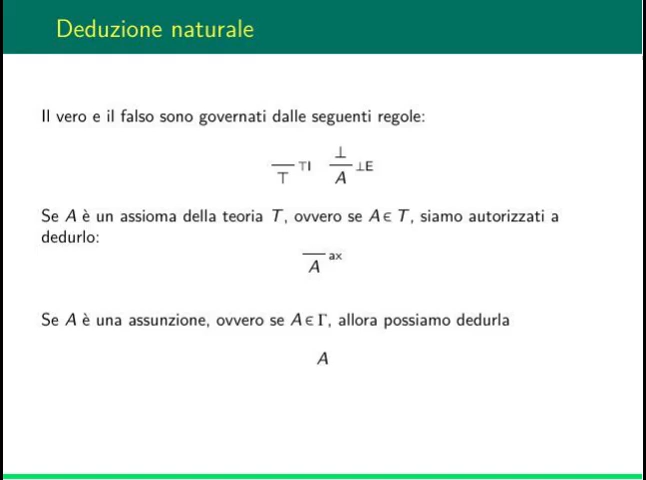 Deduzione naturale
Il vero e il falso sono governati dalle seguenti regole:
⊥
⊤ ⊤I A ⊥E
Se A è un assioma della teoria T, ovvero se A ∈ T, siamo autorizzati a
dedurlo:
A ax
Se A è una assunzione, ovvero se A ∈ Γ, allora possiamo dedurla
A